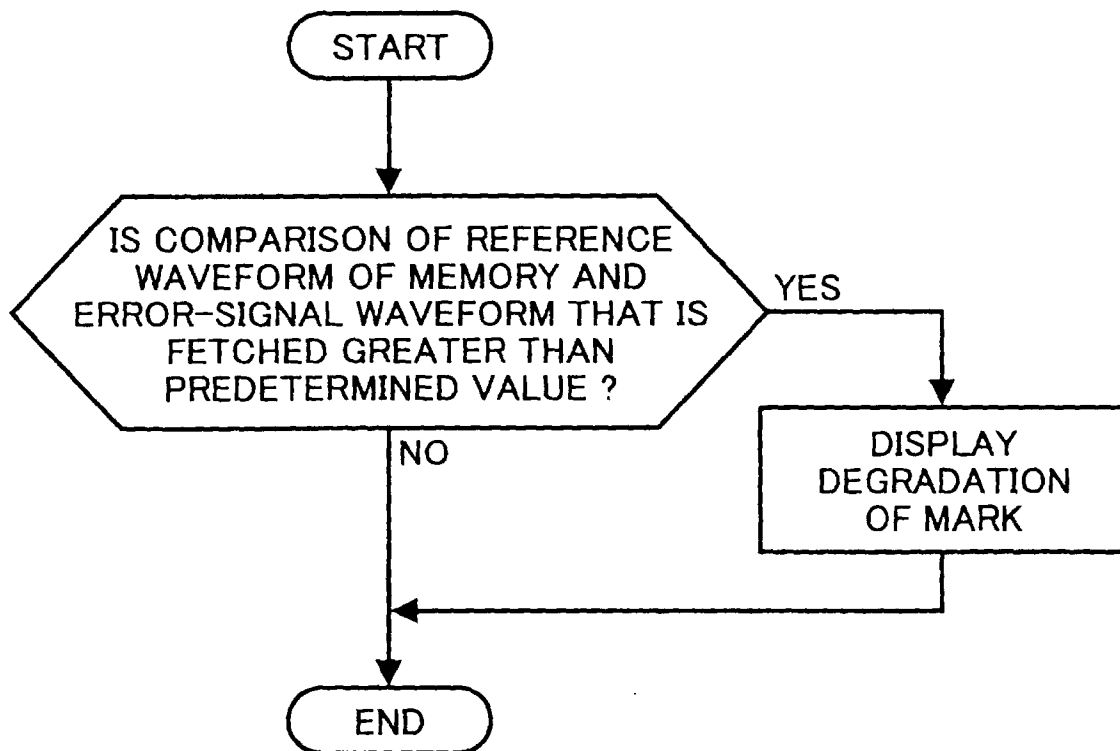 START
IS COMPARISON OF REFERENCE
WAVEFORM OF MEMORY AND
ERROR-SIGNAL WAVEFORM THAT IS
FETCHED GREATER THAN
PREDETERMINED VALUE ?
YES
NO
DISPLAY
DEGRADATION
OF MARK
END